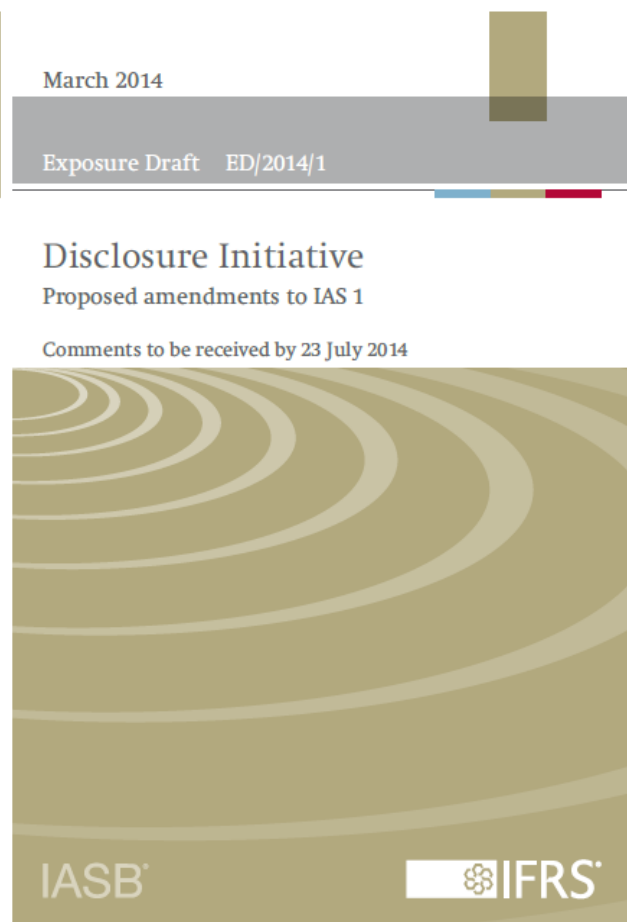 March 2014
Exposure Draft ED/2014/1
Disclosure Initiative
Proposed amendments to IAS 1
Comments to be received by 23 July 2014
IASB®
IFRS®